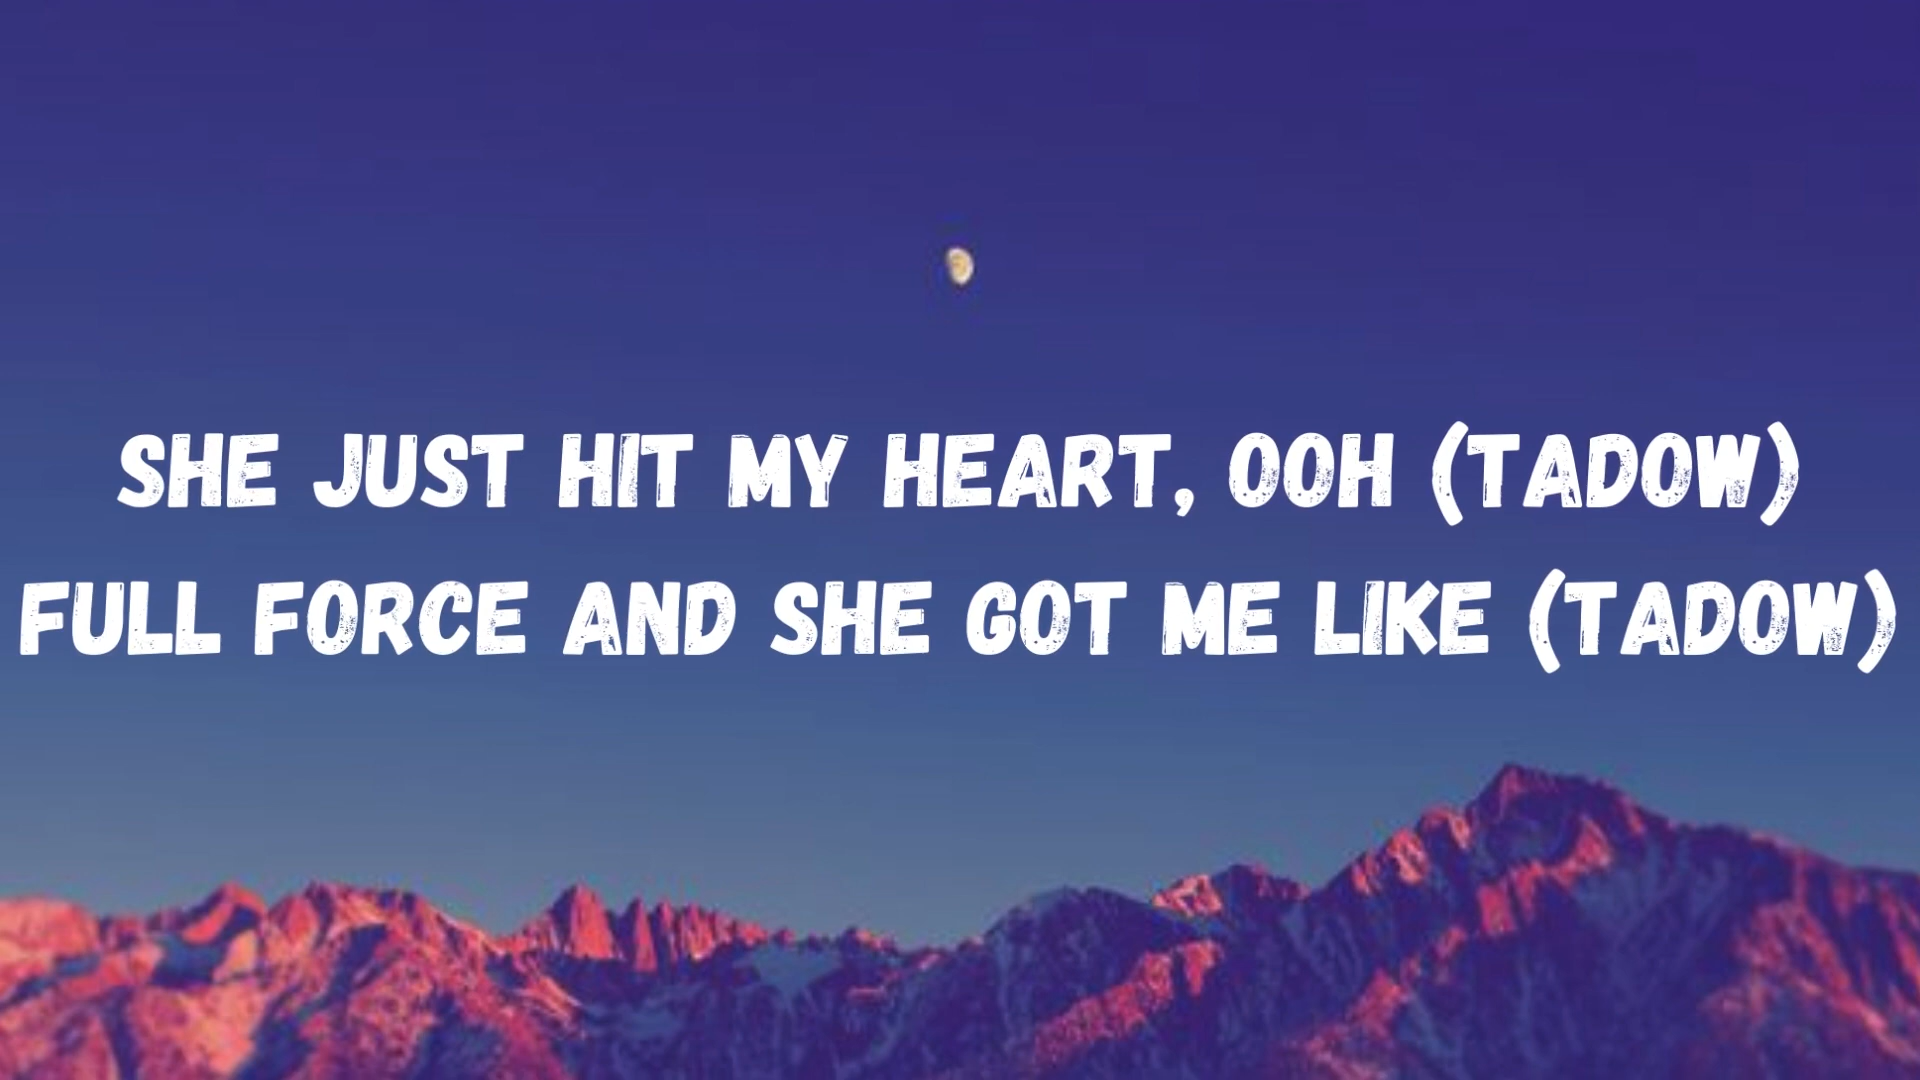 SHE JUST HIT MY HEART, OOH (TADOW)
FULL FORCE AND SHE GOT ME LIKE (TADOW)